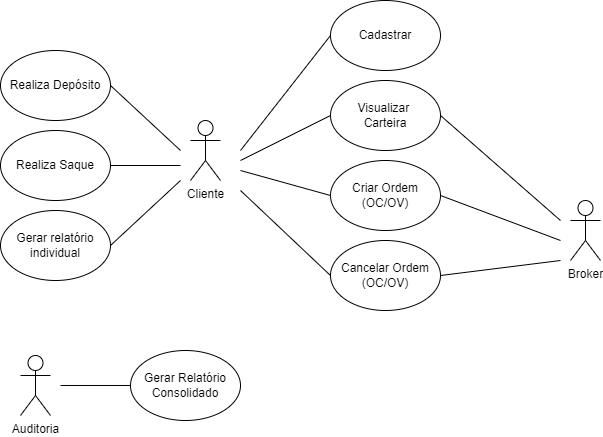 Cadastrar
Realiza Depósito
Visualizar
Carteira
Realiza Saque
Cliente
Criar Ordem
(OC/OV)
Gerar relatório
individual
Cancelar Ordem
(OC/OV)
Broker
Gerar Relatório
Consolidado
Auditoria